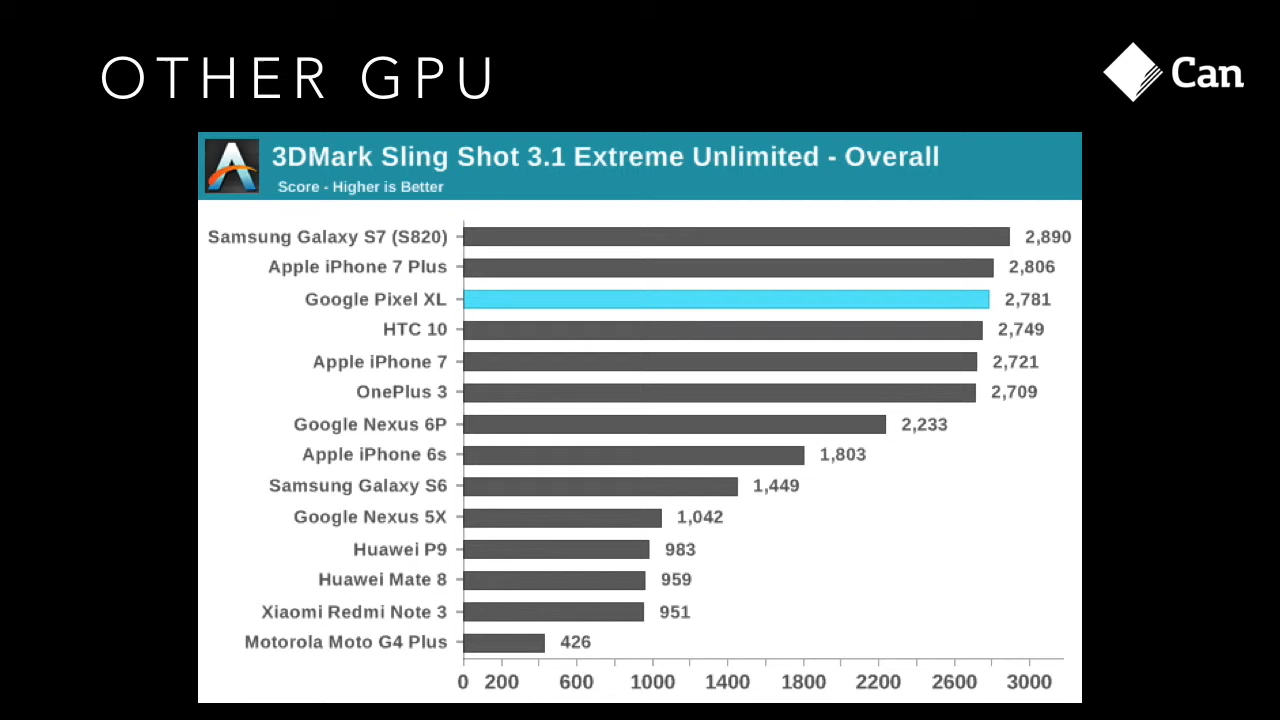 OTHER GPU
Can
3DMark Sling Shot 3.1 Extreme Unlimited - Overall
Score - Higher is Better
Samsung Galaxy S7 (S820) 2,890
Apple iPhone 7 Plus 2,806
Google Pixel XL 2,781
HTC 10 2,749
Apple iPhone 7 2,721
OnePlus 3 2,709
Google Nexus 6P 2,233
Apple iPhone 6s 1,803
Samsung Galaxy S6 1,449
Google Nexus 5X 1,042
Huawei P9 983
Huawei Mate 8 959
Xiaomi Redmi Note 3 951
Motorola Moto G4 Plus 426
0 200 600 1000 1400 1800 2200 2600 3000